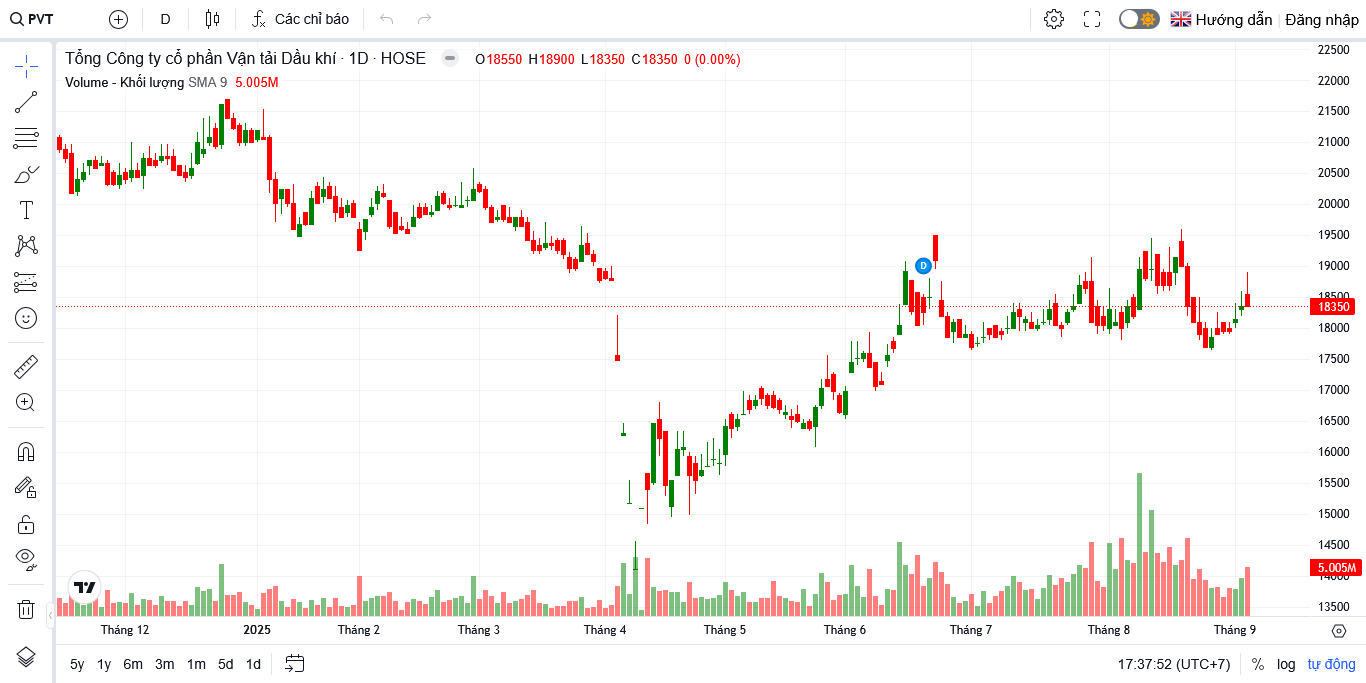 PVT D Các chỉ báo Hướng dẫn Đăng nhập
Tổng Công ty cổ phần Vận tải Dầu khí · 1D · HOSE O18550 H18900 L18350 C18350 0 (0.00%)
Volume - Khối lượng SMA 9 5.005M
22500
22000
21500
21000
20500
20000
19500
D
19000
18500
18350
18000
17500
17000
16500
16000
15500
15000
14500
5.005M
14000
13500
Tháng 12 2025 Tháng 2 Tháng 3 Tháng 4 Tháng 5 Tháng 6 Tháng 7 Tháng 8 Tháng 9
5y 1y 6m 3m 1m 5d 1d 17:37:52 (UTC+7) % log tự động